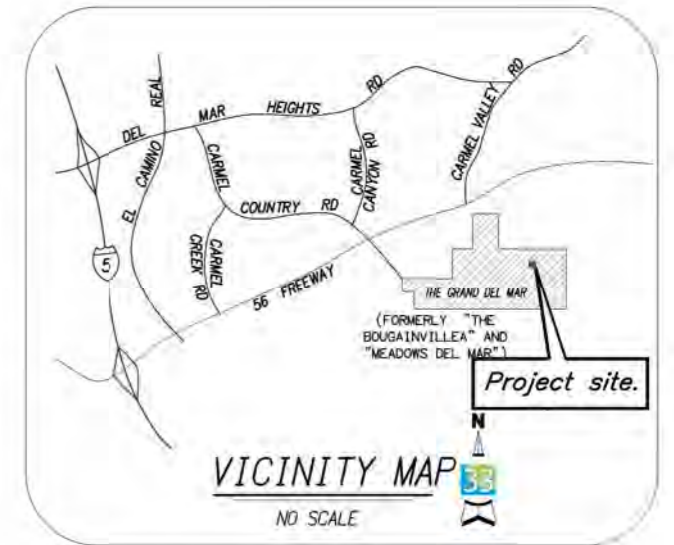 REAL
EL CAMINO
DEL MAR HEIGHTS RD
CARMEL VALLEY RD
CARMEL COUNTRY RD
CARMEL
CANYON RD
CARMEL
CREEK RD
5
56 FREEWAY
THE GRAND DEL MAR
(FORMERLY "THE
BOUGAINVILLEA" AND
"MEADOWS DEL MAR")
Project site.
N
33
VICINITY MAP
NO SCALE